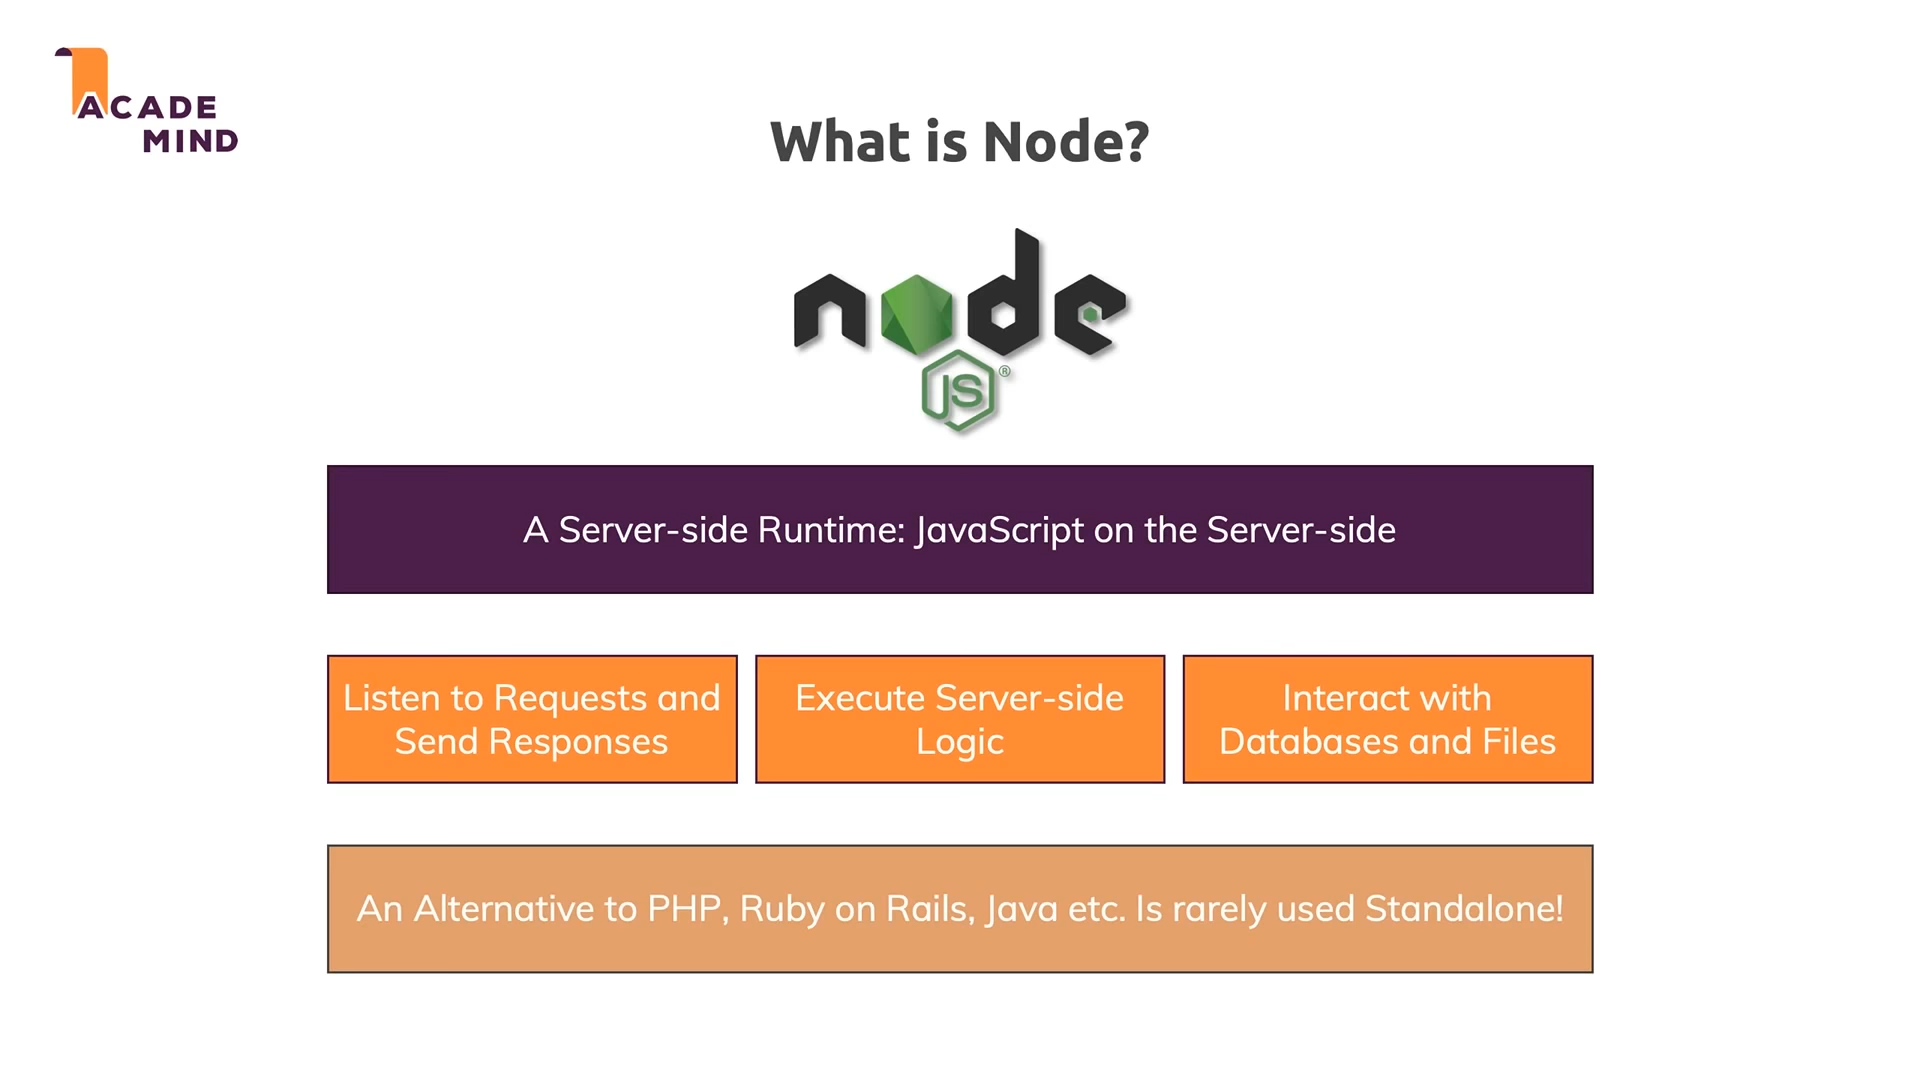 ACADE
MIND
What is Node?
node
JS®
A Server-side Runtime: JavaScript on the Server-side
Listen to Requests and
Send Responses
Execute Server-side
Logic
Interact with
Databases and Files
An Alternative to PHP, Ruby on Rails, Java etc. Is rarely used Standalone!